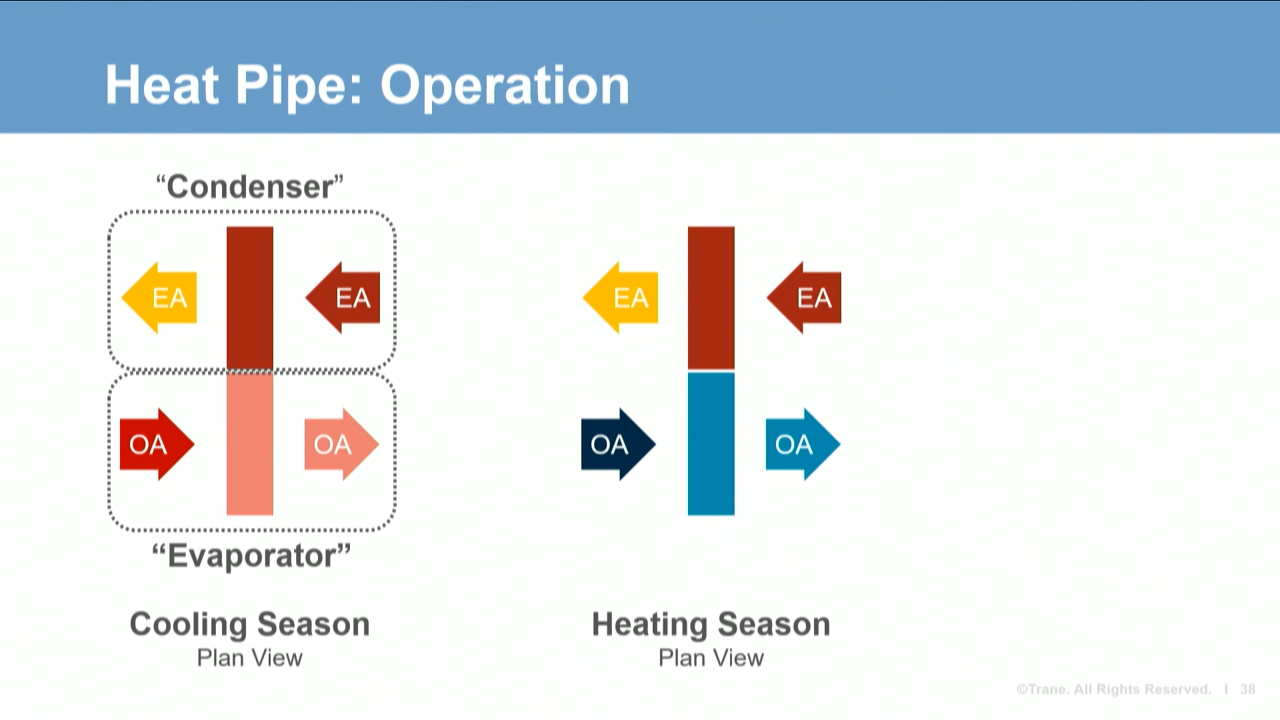 Heat Pipe: Operation
“Condenser”
EA
EA
EA
EA
OA
OA
OA
OA
“Evaporator”
Cooling Season
Plan View
Heating Season
Plan View
©Trane. All Rights Reserved. I 38